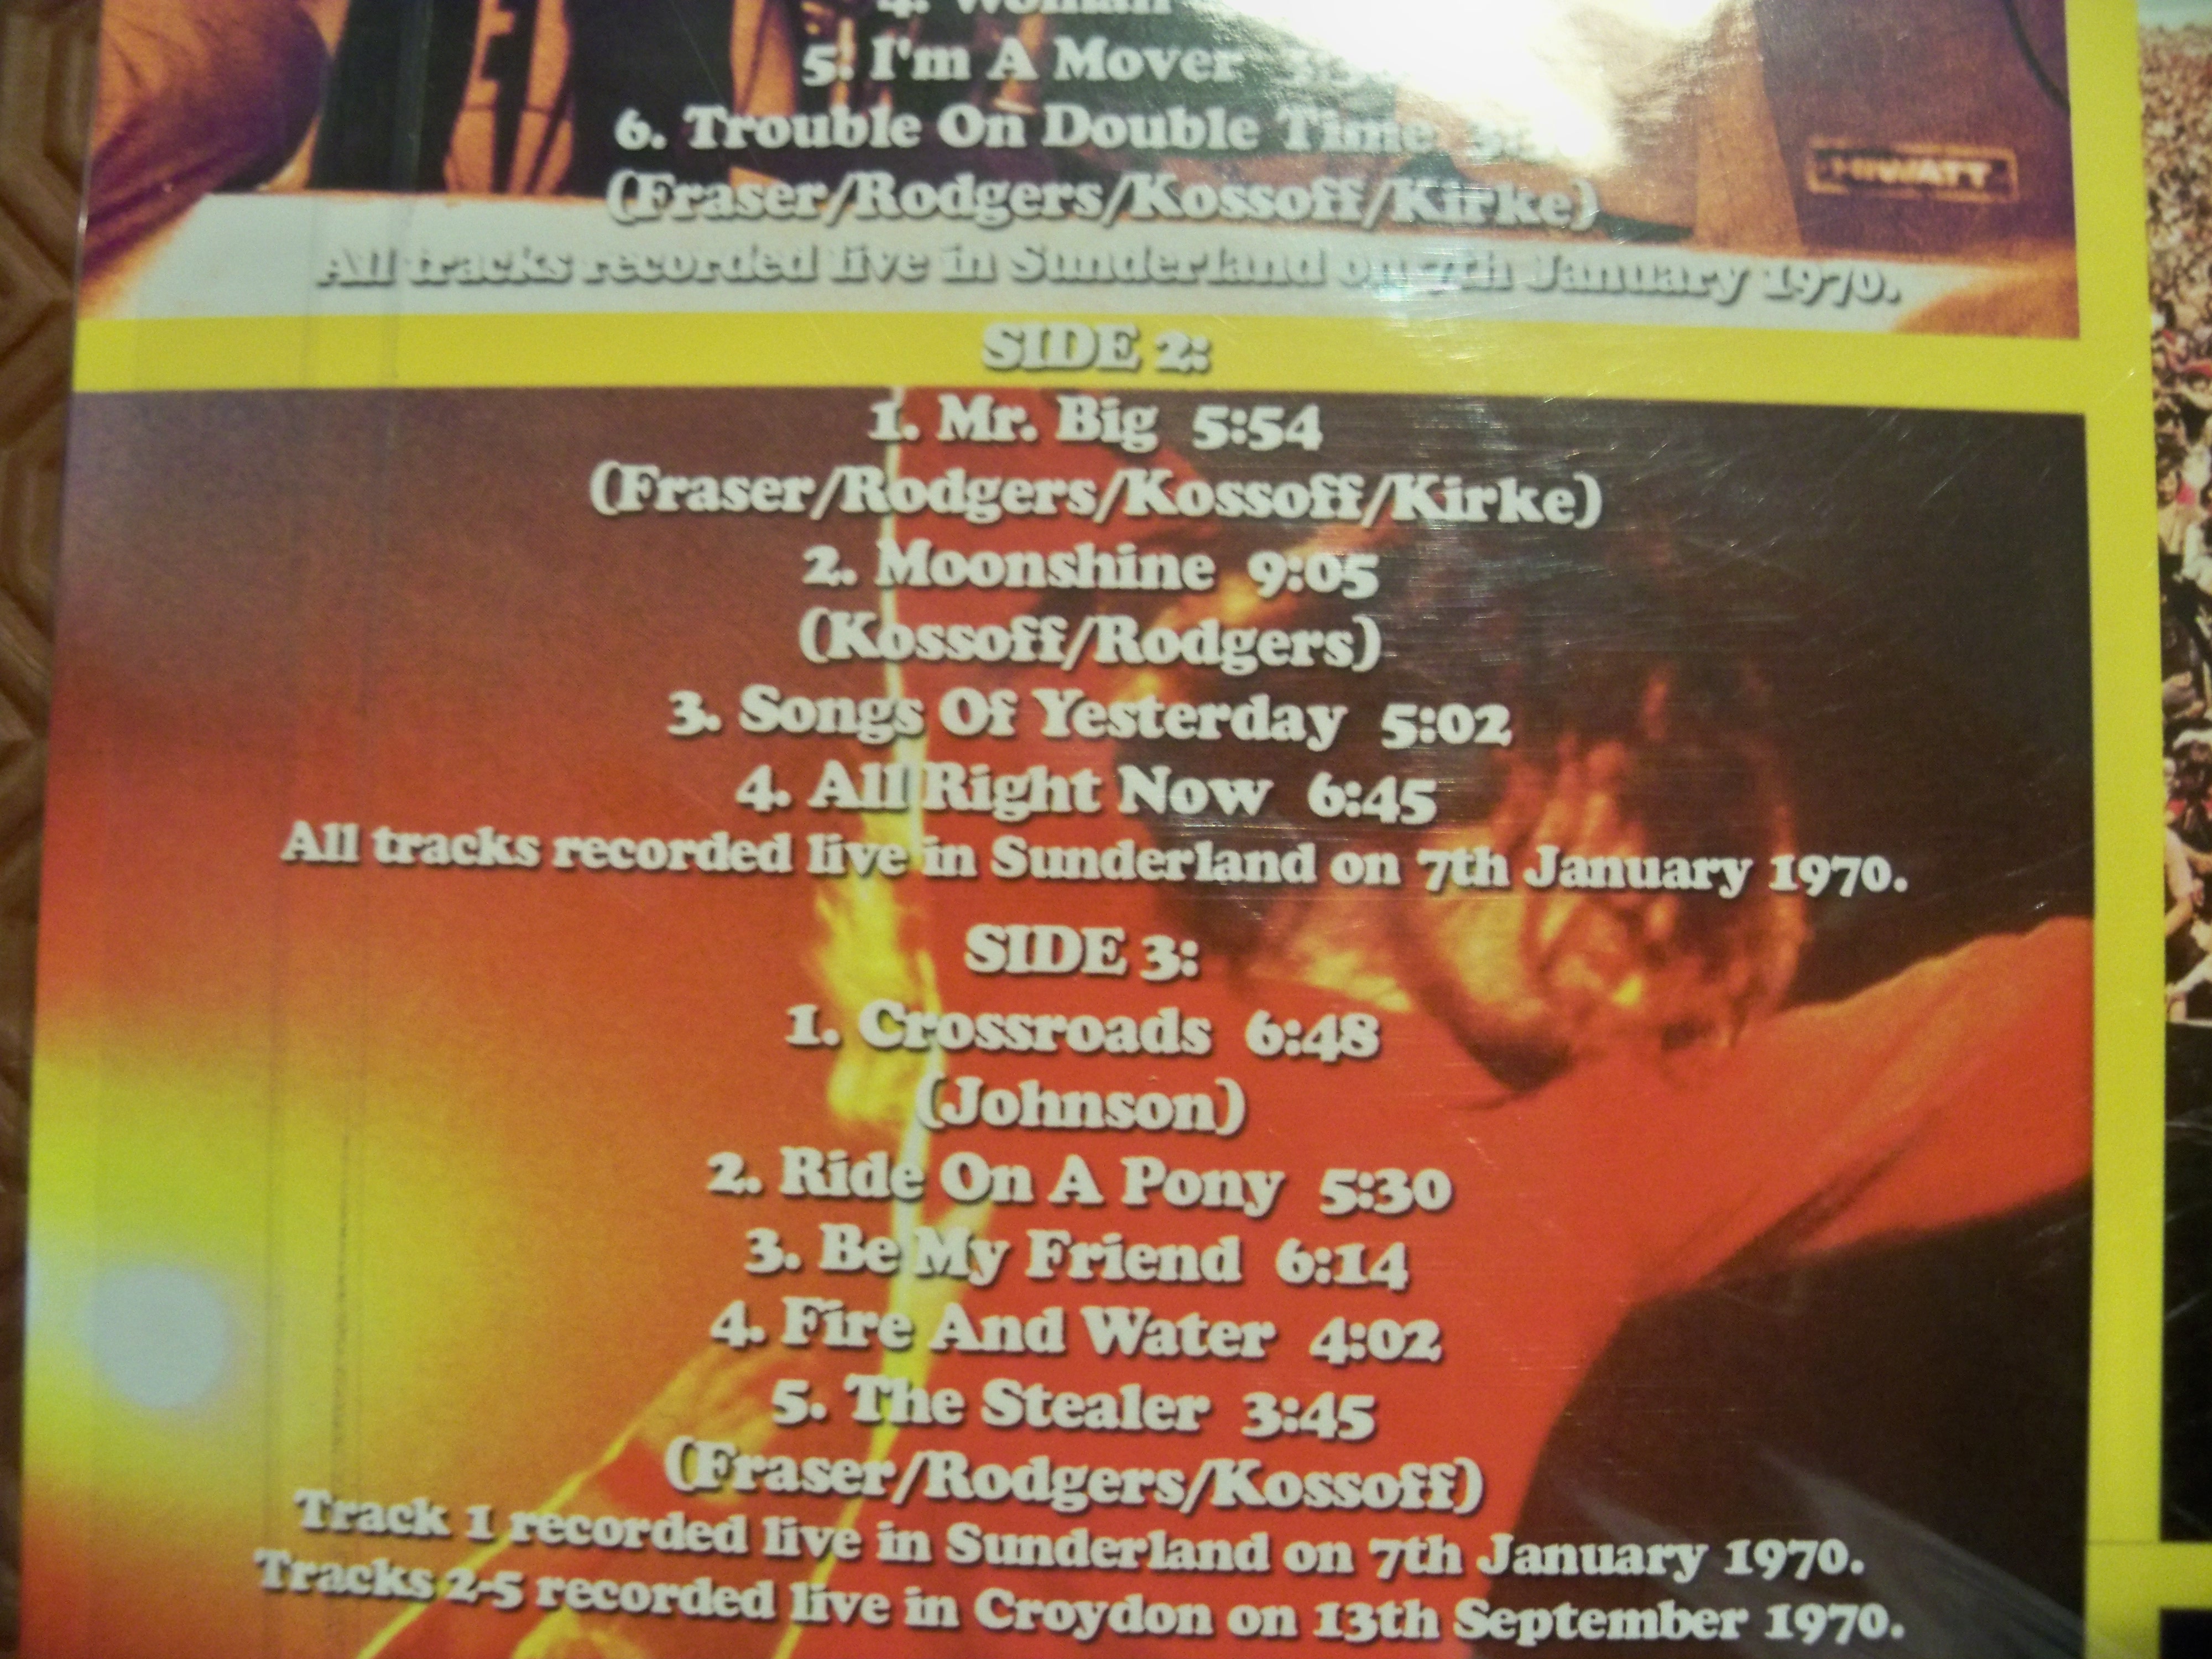 4. Woman
5. I'm A Mover
6. Trouble On Double Time
HIWATT
(Fraser/Rodgers/Kossoff/Kirke)
All tracks recorded live in Sunderland on 7th January 1970.
SIDE 2:
1. Mr. Big 5:54
(Fraser/Rodgers/Kossoff/Kirke)
2. Moonshine 9:05
(Kossoff/Rodgers)
3. Songs Of Yesterday 5:02
4. All Right Now 6:45
All tracks recorded live in Sunderland on 7th January 1970.
SIDE 3:
1. Crossroads 6:48
(Johnson)
2. Ride On A Pony 5:30
3. Be My Friend 6:14
4. Fire And Water 4:02
5. The Stealer 3:45
(Fraser/Rodgers/Kossoff)
Track 1 recorded live in Sunderland on 7th January 1970.
Tracks 2-5 recorded live in Croydon on 13th September 1970.